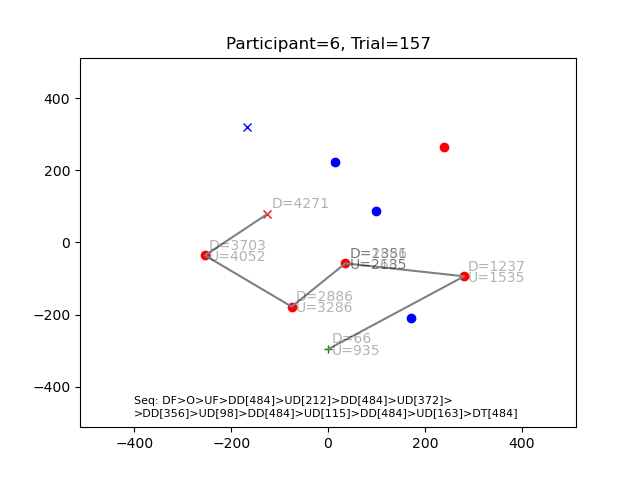 Participant=6, Trial=157
400
200
0
−200
−400
D=4271
D=3703
U=4052
D=1237
U=1535
D=2886
U=3286
D=66
U=935
Seq: DF>O>UF>DD[484]>UD[212]>DD[484]>UD[372]>
>DD[356]>UD[98]>DD[484]>UD[115]>DD[484]>UD[163]>DT[484]
−400 −200 0 200 400